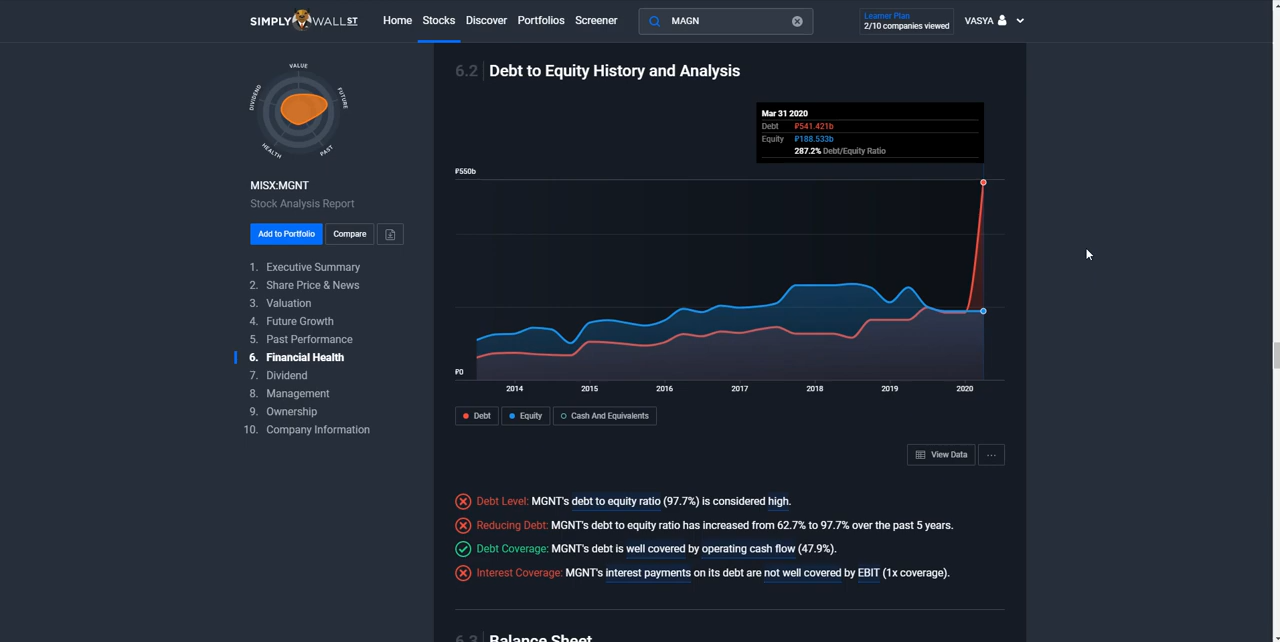 SIMPLY WALL ST
Home Stocks Discover Portfolios Screener
MAGN
Learner Plan
2/10 companies viewed
VASYA
VALUE
FUTURE
PAST
HEALTH
DIVIDEND
MISX:MGNT
Stock Analysis Report
Add to Portfolio
Compare
1. Executive Summary
2. Share Price & News
3. Valuation
4. Future Growth
5. Past Performance
6. Financial Health
7. Dividend
8. Management
9. Ownership
10. Company Information
6.2 Debt to Equity History and Analysis
Mar 31 2020
Debt ₽541.421b
Equity ₽188.533b
287.2% Debt/Equity Ratio
₽550b
₽0
2014 2015 2016 2017 2018 2019 2020
Debt Equity Cash And Equivalents
View Data ...
Debt Level: MGNT's debt to equity ratio (97.7%) is considered high.
Reducing Debt: MGNT's debt to equity ratio has increased from 62.7% to 97.7% over the past 5 years.
Debt Coverage: MGNT's debt is well covered by operating cash flow (47.9%).
Interest Coverage: MGNT's interest payments on its debt are not well covered by EBIT (1x coverage).
6.3 Balance Sheet